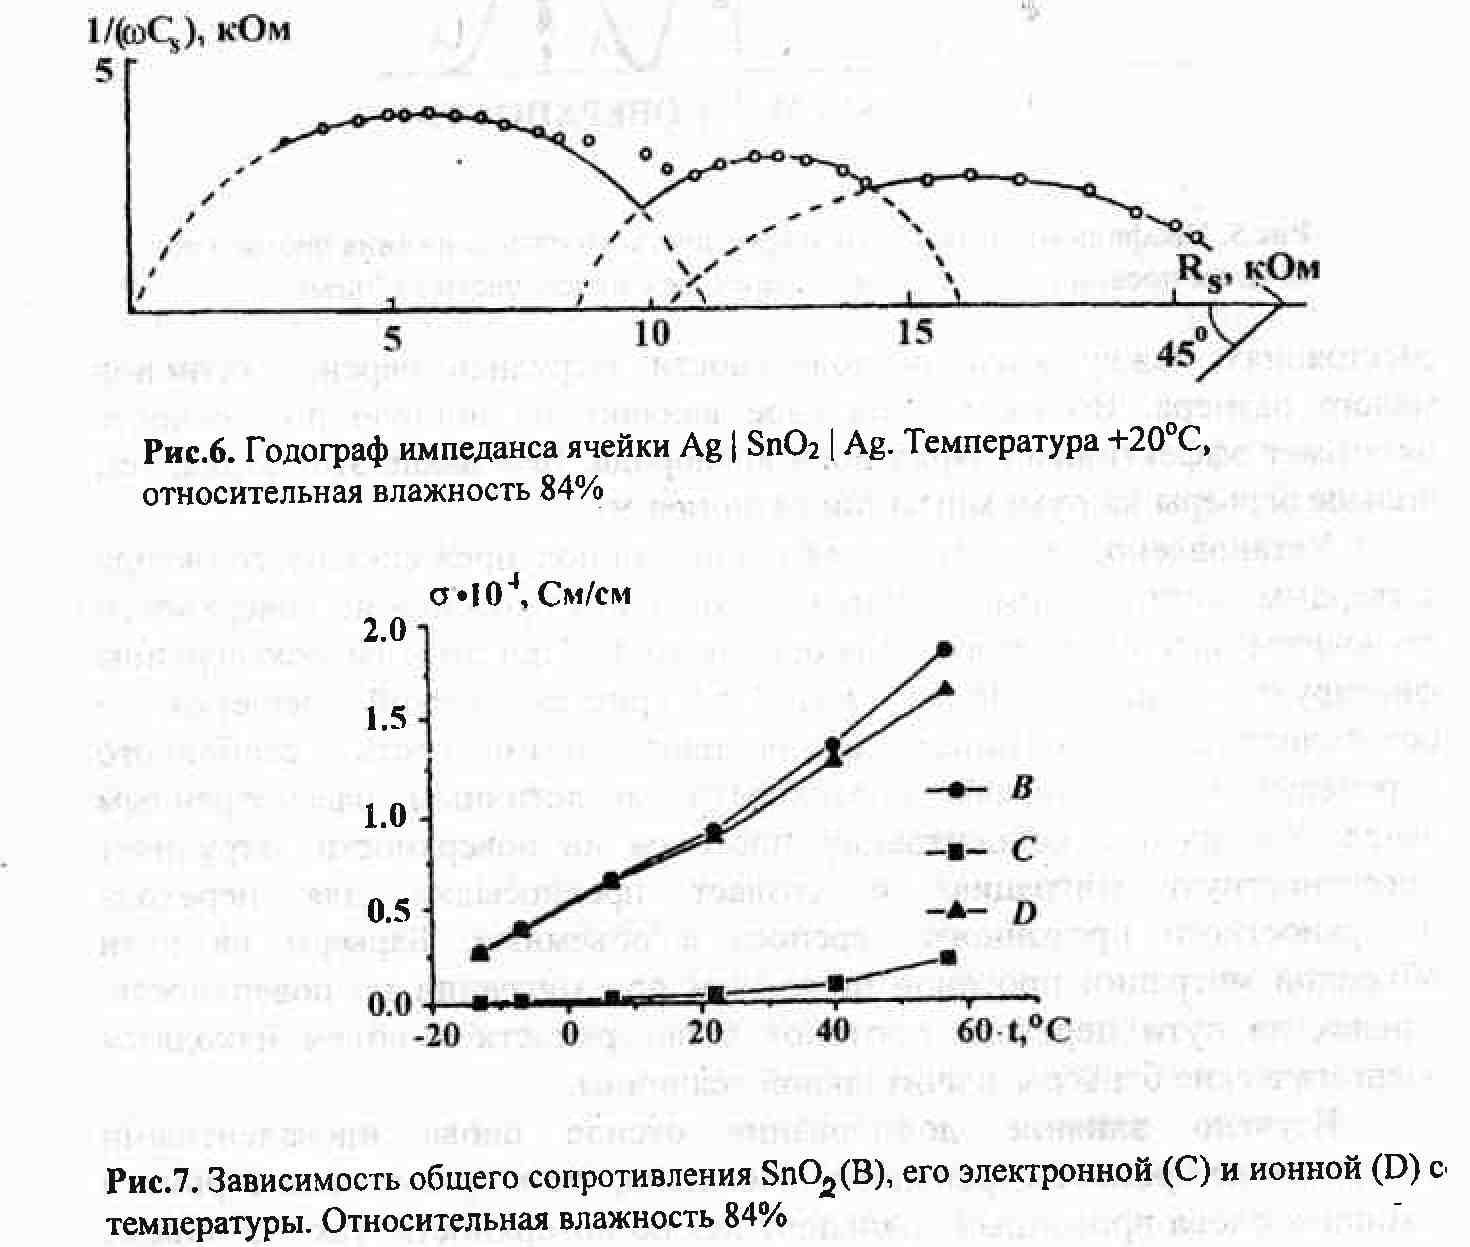 1/(ωCs), кОм
5
Rs, кОм
5 10 15
45°
Рис.6. Годограф импеданса ячейки Ag | SnO₂ | Ag. Температура +20°C,
относительная влажность 84%
σ•10⁻⁴, См/см
2.0
1.5
1.0
0.5
0.0
B
C
D
-20 0 20 40 60 t,°C
Рис.7. Зависимость общего сопротивления SnO₂(B), его электронной (C) и ионной (D) с
температуры. Относительная влажность 84%